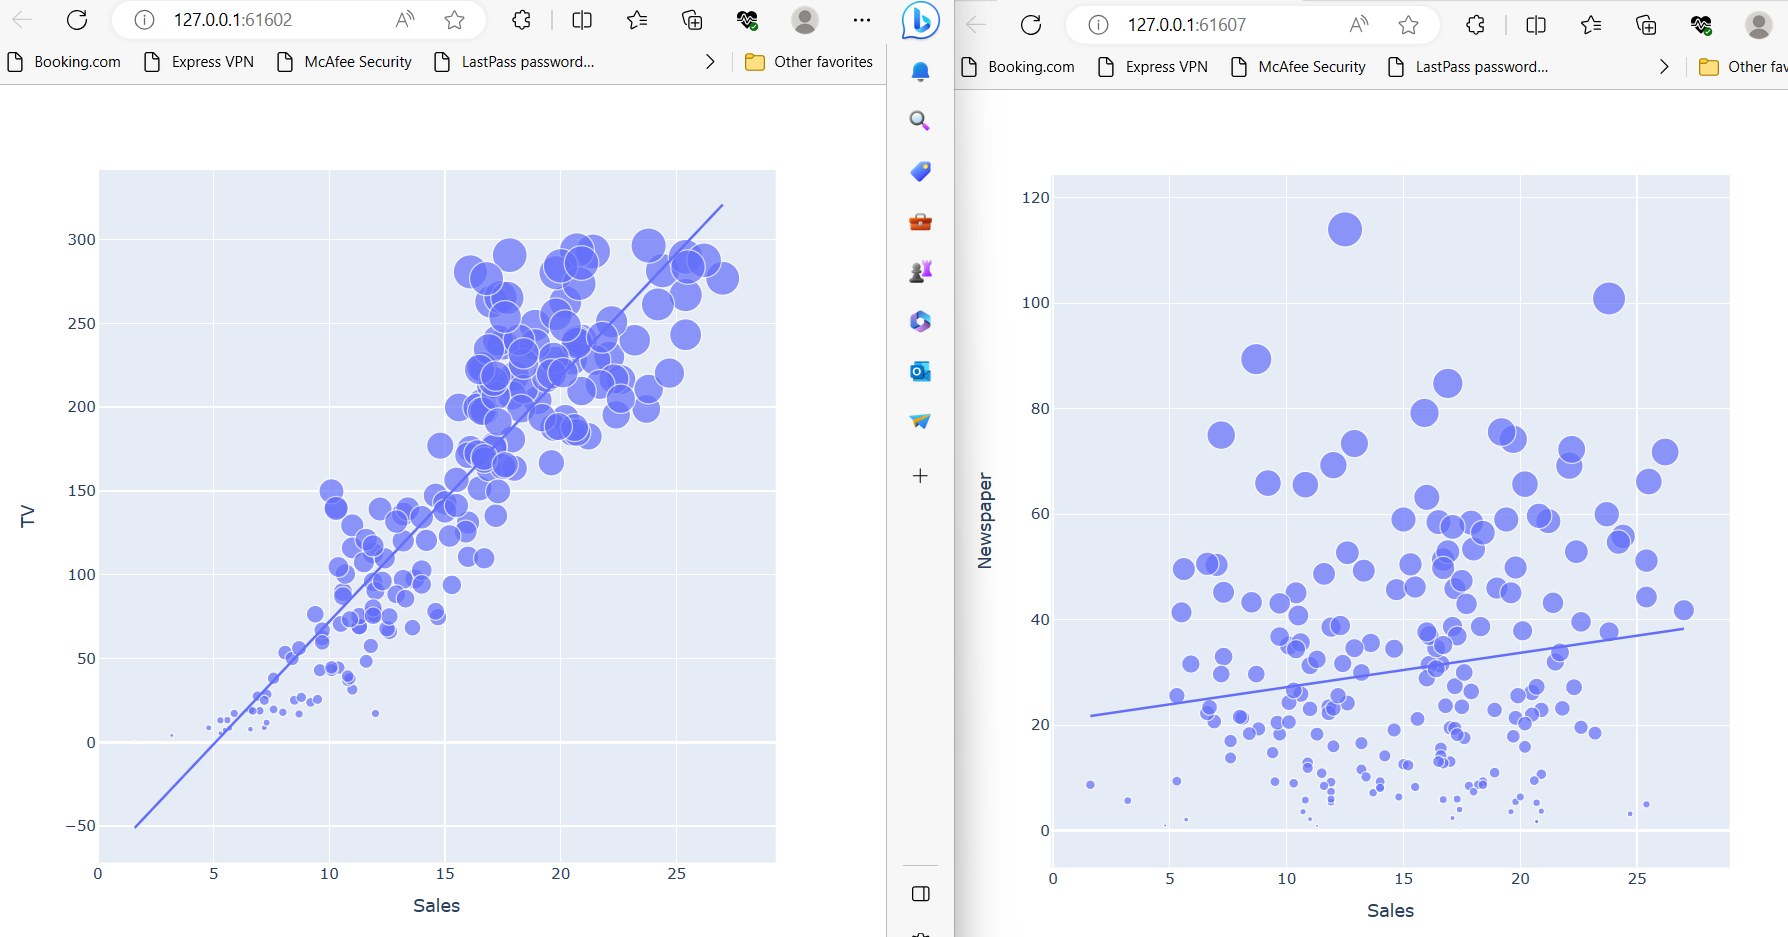 127.0.0.1:61602
Booking.com Express VPN McAfee Security LastPass password... Other favorites
300
250
200
150
100
50
0
−50
TV
0 5 10 15 20 25
Sales
127.0.0.1:61607
Booking.com Express VPN McAfee Security LastPass password... Other fav
120
100
80
60
40
20
0
Newspaper
0 5 10 15 20 25
Sales